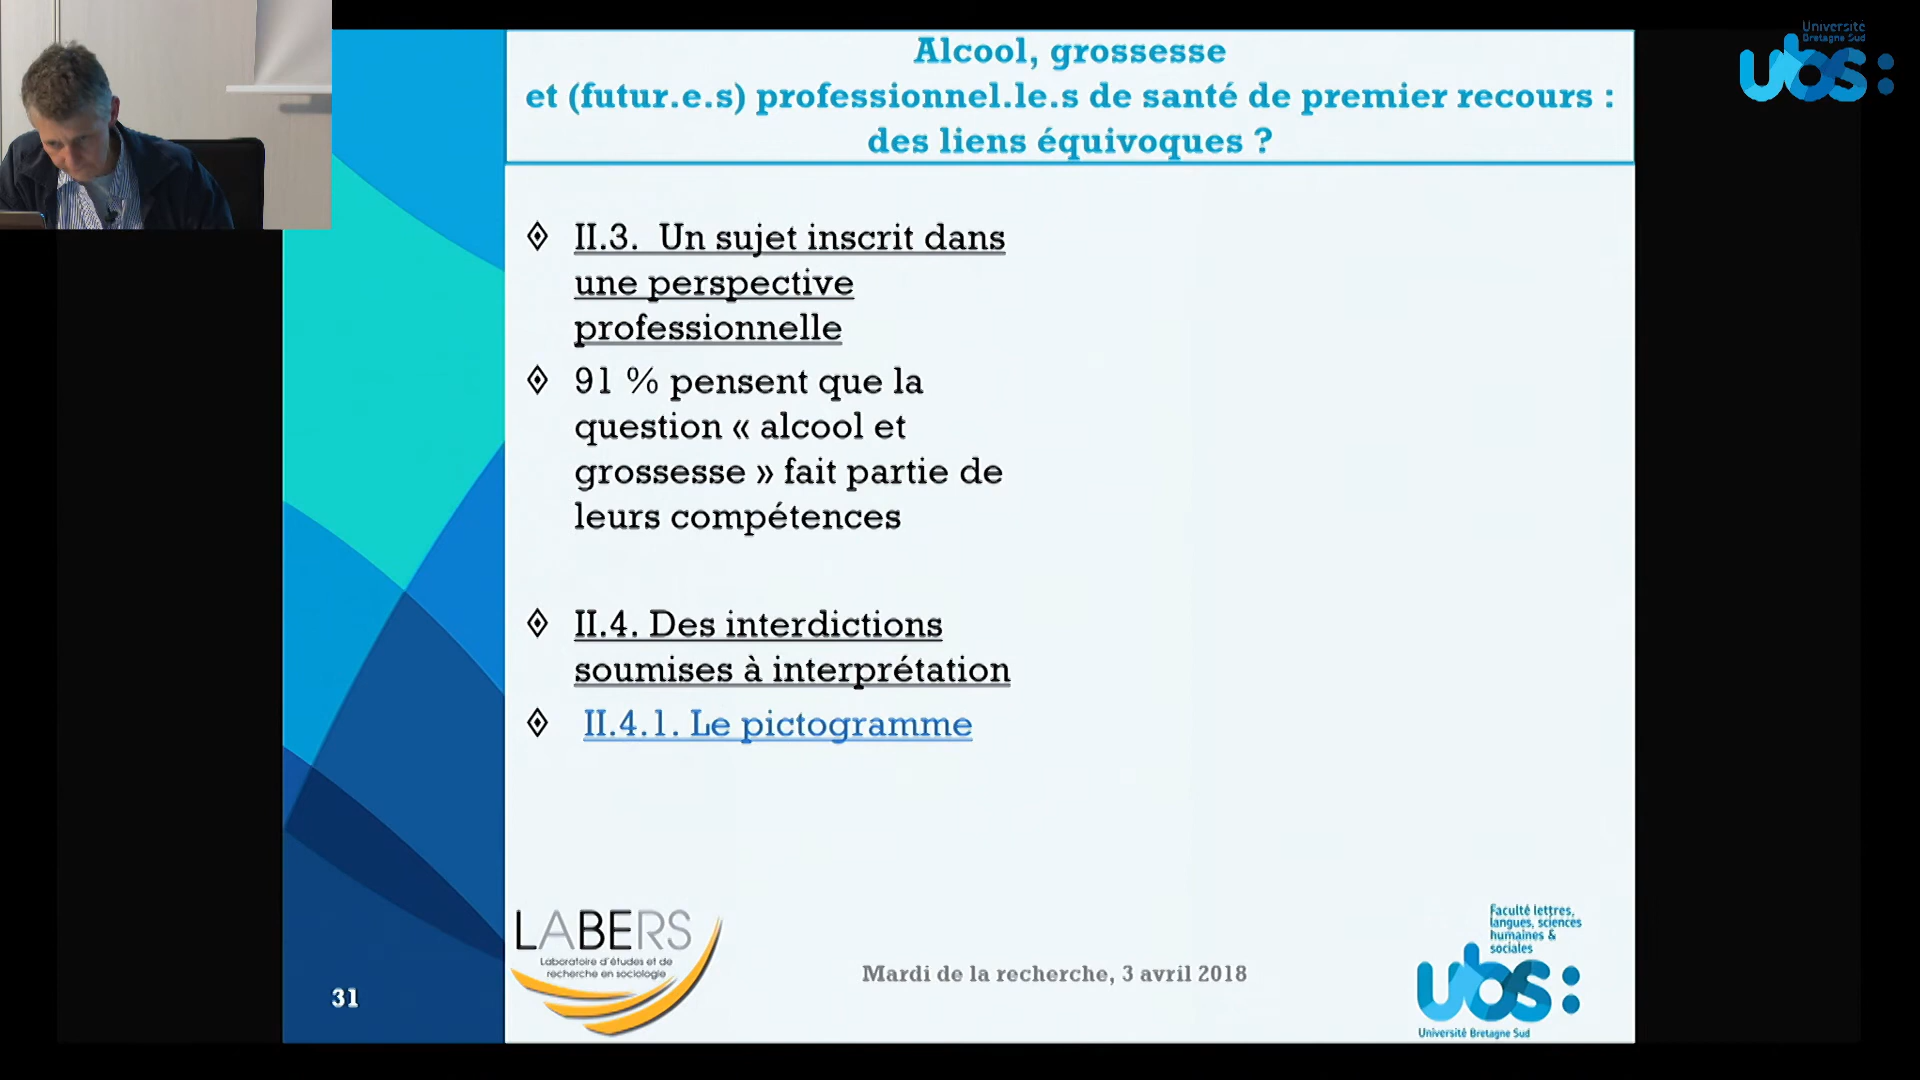 Université
Bretagne Sud
ubs:
Alcool, grossesse
et (futur.e.s) professionnel.le.s de santé de premier recours :
des liens équivoques ?
II.3. Un sujet inscrit dans
une perspective
professionnelle
91 % pensent que la
question « alcool et
grossesse » fait partie de
leurs compétences
II.4. Des interdictions
soumises à interprétation
II.4.1. Le pictogramme
LABERS
Laboratoire d'études et de
recherche en sociologie
31
Mardi de la recherche, 3 avril 2018
Faculté lettres,
langues, sciences
humaines &
sociales
ubs:
Université Bretagne Sud